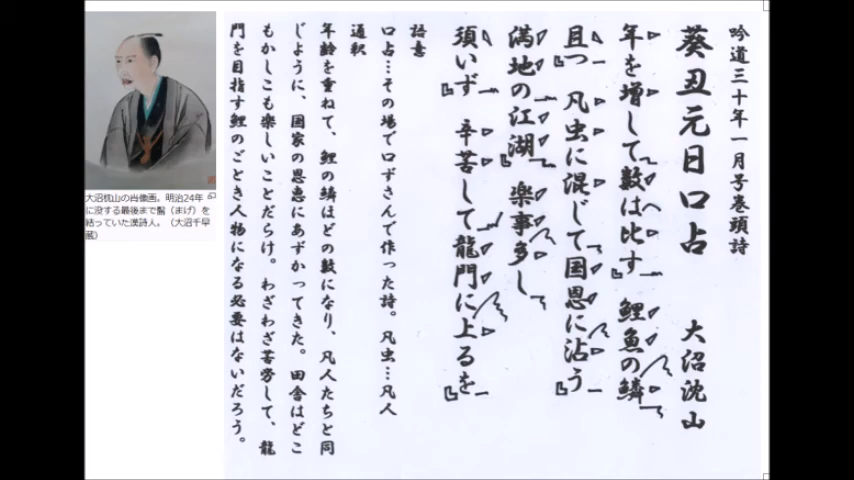 吟道三十年一月号巻頭詩
癸丑元日口占　大沼沈山
年を増して数は比す　鯉魚の鱗
且つ　凡虫に混じて国恩に沾う
満地の江湖　楽事多し
須いず　辛苦して龍門に上るを
語意
口占…その場で口ずさんで作った詩。凡虫…凡人
通釈
年齢を重ねて、鯉の鱗ほどの数になり、凡人たちと同
じように、国家の恩恵にあずかってきた。田舎はどこ
もかしこも楽しいことだらけ。わざわざ苦労して、龍
門を目指す鯉のごとき人物になる必要はないだろう。
大沼枕山の肖像画。明治24年
に没する最後まで髷（まげ）を
結っていた漢詩人。（大沼千早
蔵）